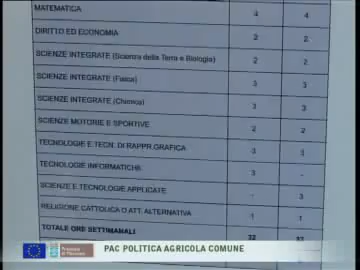 MATEMATICA 4 4
DIRITTO ED ECONOMIA 2 2
SCIENZE INTEGRATE (Scienza della Terra e Biologia) 2 2
SCIENZE INTEGRATE (Fisica) 3 3
SCIENZE INTEGRATE (Chimica) 3 3
SCIENZE MOTORIE E SPORTIVE 2 2
TECNOLOGIE E TECN. DI RAPPR. GRAFICA 3 3
TECNOLOGIE INFORMATICHE 3 -
SCIENZE E TECNOLOGIE APPLICATE - 3
RELIGIONE CATTOLICA O ATT. ALTERNATIVA 1 1
TOTALE ORE SETTIMANALI 32
PAC POLITICA AGRICOLA COMUNE